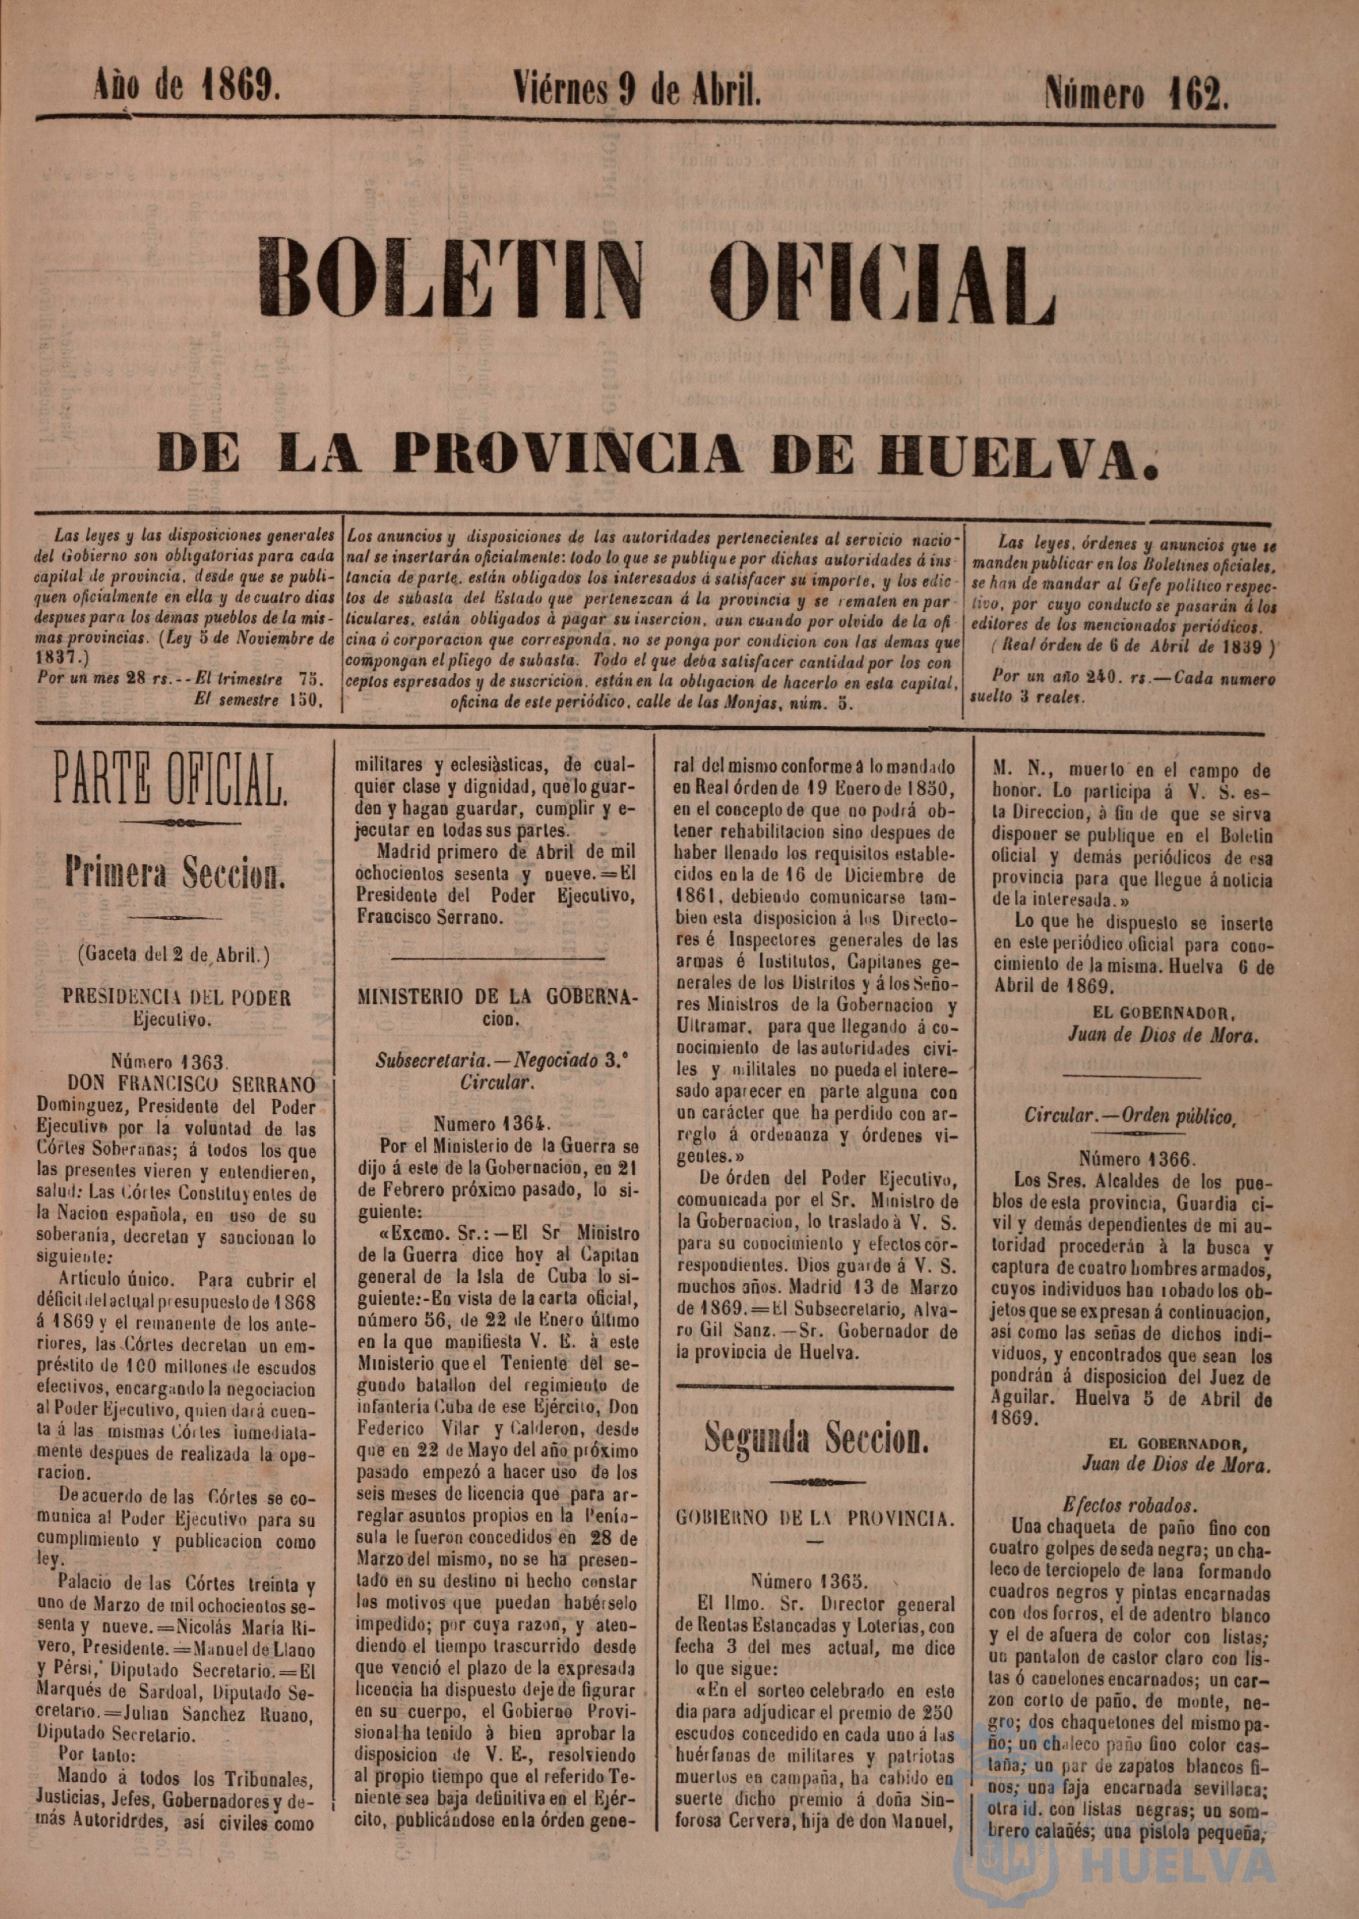 Año de 1869.
Viérnes 9 de Abril.
Número 162.
BOLETIN OFICIAL
DE LA PROVINCIA DE HUELVA.
Las leyes y las disposiciones generales
del Gobierno son obligatorias para cada
capital de provincia, desde que se publi-
quen oficialmente en ella y de cuatro dias
despues para los demas pueblos de la mis-
mas provincias. (Ley 5 de Noviembre de
1837.)
Por un mes 28 rs.--El trimestre 75.
El semestre 150,
Los anuncios y disposiciones de las autoridades pertenecientes al servicio nacio-
nal se insertarán oficialmente: todo lo que se publique por dichas autoridades á ins-
tancia de parte, están obligados los interesados á satisfacer su importe, y los edic-
tos de subasta del Estado que pertenezcan á la provincia y se rematen en par-
ticulares, están obligados à pagar su insercion, aun cuando por olvido de la ofi-
cina ó corporacion que corresponda, no se ponga por condicion con las demas que
compongan el pliego de subasta. Todo el que deba satisfacer cantidad por los con
ceptos espresados y de suscricion, están en la obligacion de hacerlo en esta capital,
oficina de este periódico, calle de las Monjas, núm. 5.
Las leyes, órdenes y anuncios que se
manden publicar en los Boletines oficiales,
se han de mandar al Gefe politico respec-
tivo, por cuyo conducto se pasarán á los
editores de los mencionados periódicos.
(Real órden de 6 de Abril de 1839)
Por un año 240. rs.—Cada numero
suelto 3 reales.
PARTE OFICIAL.
Primera Seccion.
(Gaceta del 2 de Abril.)
PRESIDENCIA DEL PODER
Ejecutivo.
Número 1363.
DON FRANCISCO SERRANO
Dominguez, Presidente del Poder
Ejecutivo por la voluntad de las
Córtes Soberanas; á todos los que
las presentes vieren y entendieren,
salud: Las Córtes Constituyentes de
la Nacion española, en uso de su
soberanía, decretan y sancionan lo
siguiente:
Artículo único. Para cubrir el
déficit del actual presupuesto de 1868
á 1869 y el remanente de los ante-
riores, las Córtes decretan un em-
préstito de 100 millones de escudos
efectivos, encargando la negociacion
al Poder Ejecutivo, quien dará cuen-
ta á las mismas Córtes inmediata-
mente despues de realizada la ope-
racion.
De acuerdo de las Córtes se co-
munica al Poder Ejecutivo para su
cumplimiento y publicacion como
ley.
Palacio de las Córtes treinta y
uno de Marzo de mil ochocientos se-
senta y nueve.=Nicolás María Ri-
vero, Presidente.=Manuel de Llano
y Pérsi, Diputado Secretario.=El
Marqués de Sardoal, Diputado Se-
cretario.=Julian Sanchez Ruano,
Diputado Secretario.
Por tanto:
Mando á todos los Tribunales,
Justicias, Jefes, Gobernadores y de-
más Autoridrdes, así civiles como
militares y eclesiàsticas, de cual-
quier clase y dignidad, que lo guar-
den y hagan guardar, cumplir y e-
jecutar en todas sus partes.
Madrid primero de Abril de mil
ochocientos sesenta y nueve.=El
Presidente del Poder Ejecutivo,
Francisco Serrano.
MINISTERIO DE LA GOBERNA-
cion.
Subsecretaría.—Negociado 3.°
Circular.
Numero 1364.
Por el Ministerio de la Guerra se
dijo á este de la Gobernacion, en 21
de Febrero próximo pasado, lo si-
guiente:
«Excmo. Sr.:—El Sr Ministro
de la Guerra dice hoy al Capitan
general de la Isla de Cuba lo si-
guiente:-En vista de la carta oficial,
número 56, de 22 de Enero último
en la que manifiesta V. E. à este
Ministerio que el Teniente del se-
gundo batallon del regimiento de
infantería Cuba de ese Ejército, Don
Federico Vilar y Calderon, desde
que en 22 de Mayo del año próximo
pasado empezó a hacer uso de los
seis meses de licencia que para ar-
reglar asuntos propios en la Penín-
sula le fueron concedidos en 28 de
Marzo del mismo, no se ha presen-
tado en su destino ni hecho constar
los motivos que puedan habérselo
impedido; por cuya razon, y aten-
diendo el tiempo trascurrido desde
que venció el plazo de la expresada
licencia ha dispuesto deje de figurar
en su cuerpo, el Gobierno Provi-
sional ha tenido à bien aprobar la
disposicion de V. E., resolviendo
al propio tiempo que el referido Te-
niente sea baja definitiva en el Ejér-
cito, publicándose en la órden gene-
ral del mismo conforme á lo mandado
en Real órden de 19 Enero de 1850,
en el concepto de que no podrá ob-
tener rehabilitacion sino despues de
haber llenado los requisitos estable-
cidos en la de 16 de Diciembre de
1861, debiendo comunicarse tam-
bien esta disposicion á los Directo-
res é Inspectores generales de las
armas é Institutos, Capitanes ge-
nerales de los Distritos y á los Seño-
res Ministros de la Gobernacion y
Ultramar, para que llegando á co-
nocimiento de las autoridades civi-
les y militales no pueda el intere-
sado aparecer en parte alguna con
un carácter que ha perdido con ar-
reglo á ordenanza y órdenes vi-
gentes.»
De órden del Poder Ejecutivo,
comunicada por el Sr. Ministro de
la Gobernacion, lo traslado à V. S.
para su conocimiento y efectos cor-
respondientes. Dios guarde á V. S.
muchos años. Madrid 13 de Marzo
de 1869.=El Subsecretario, Alva-
ro Gil Sanz.—Sr. Gobernador de
la provincia de Huelva.
Segunda Seccion.
GOBIERNO DE LA PROVINCIA.
Número 1365.
El Ilmo. Sr. Director general
de Rentas Estancadas y Loterías, con
fecha 3 del mes actual, me dice
lo que sigue:
«En el sorteo celebrado en este
dia para adjudicar el premio de 250
escudos concedido en cada uno á las
huérfanas de militares y patriotas
muertos en campaña, ha cabido en
suerte dicho premio á doña Sin-
forosa Cervera, hija de don Manuel,
M. N., muerto en el campo de
honor. Lo participa á V. S. es-
ta Direccion, à fin de que se sirva
disponer se publique en el Boletin
oficial y demás periódicos de esa
provincia para que llegue á noticia
de la interesada.»
Lo que he dispuesto se inserte
en este periódico oficial para cono-
cimiento de la misma. Huelva 6 de
Abril de 1869.
EL GOBERNADOR,
Juan de Dios de Mora.
Circular.—Orden público,
Número 1366.
Los Sres. Alcaldes de los pue-
blos de esta provincia, Guardia ci-
vil y demás dependientes de mi au-
toridad procederán à la busca y
captura de cuatro hombres armados,
cuyos individuos han robado los ob-
jetos que se expresan á continuacion,
así como las señas de dichos indi-
viduos, y encontrados que sean los
pondrán á disposicion del Juez de
Aguilar. Huelva 5 de Abril de
1869.
EL GOBERNADOR,
Juan de Dios de Mora.
Efectos robados.
Una chaqueta de paño fino con
cuatro golpes de seda negra; un cha-
leco de terciopelo de lana formando
cuadros negros y pintas encarnadas
con dos forros, el de adentro blanco
y el de afuera de color con listas;
un pantalon de castor claro con lis-
tas ó canelones encarnados; un car-
zon corto de paño, de monte, ne-
gro; dos chaquetones del mismo pa-
ño; un chaleco paño fino color cas-
taña; un par de zapatos blancos fi-
nos; una faja encarnada sevillana;
otra id. con listas negras; un som-
brero calañés; una pistola pequeña,
HUELVA